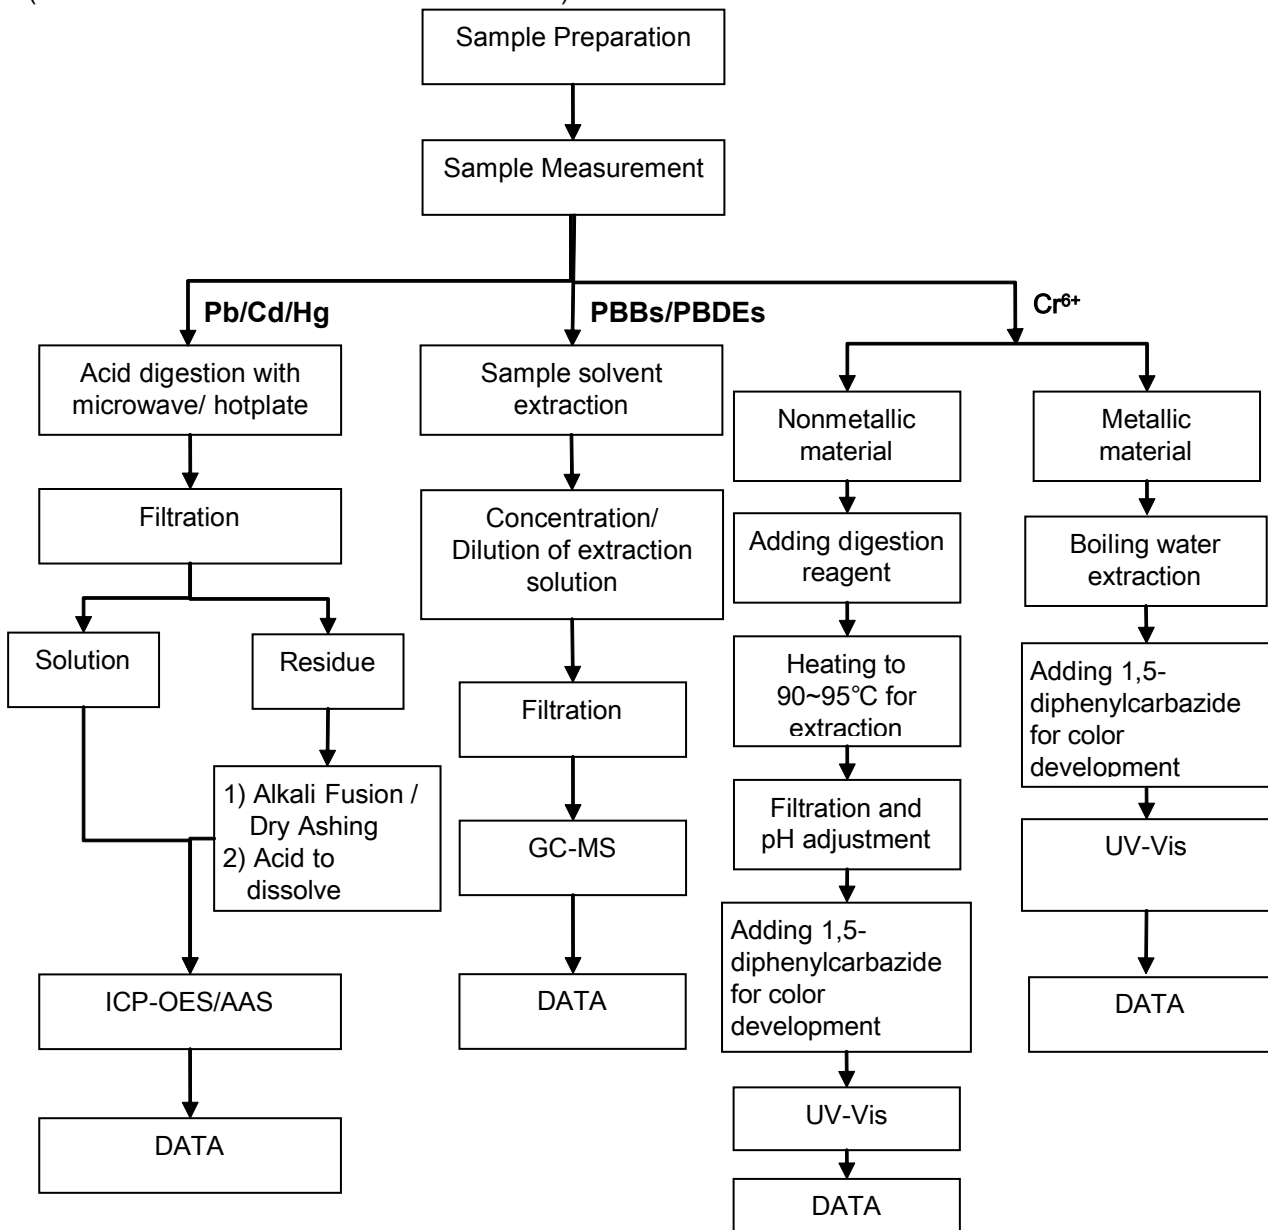 Sample Preparation
Sample Measurement
Pb/Cd/Hg
PBBs/PBDEs
Cr⁶⁺
Acid digestion with
microwave/ hotplate
Filtration
Solution
Residue
1) Alkali Fusion /
Dry Ashing
2) Acid to
dissolve
ICP-OES/AAS
DATA
Sample solvent
extraction
Concentration/
Dilution of extraction
solution
Filtration
GC-MS
DATA
Nonmetallic
material
Adding digestion
reagent
Heating to
90~95℃ for
extraction
Filtration and
pH adjustment
Adding 1,5-
diphenylcarbazide
for color
development
UV-Vis
DATA
Metallic
material
Boiling water
extraction
Adding 1,5-
diphenylcarbazide
for color
development
UV-Vis
DATA